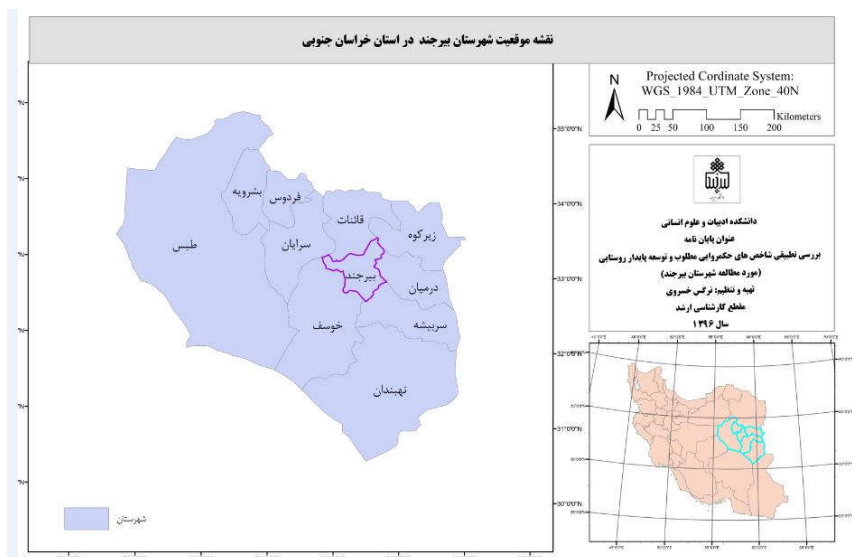 نقشه موقعیت شهرستان بیرجند در استان خراسان جنوبی
N
Projected Cordinate System:
WGS_1984_UTM_Zone_40N
Kilometers
0 25 50 100 150 200
دانشکده ادبیات و علوم انسانی
عنوان پایان نامه
بررسی تطبیقی شاخص های حکمروایی مطلوب و توسعه پایدار روستایی
(مورد مطالعه شهرستان بیرجند)
تهیه و تنظیم: نرگس خسروی
مقطع کارشناسی ارشد
سال ۱۳۹۶
بشرویه
فردوس
قائنات
زیرکوه
طبس
سرایان
بیرجند
درمیان
خوسف
سربیشه
نهبندان
شهرستان
35°0'0"N
34°0'0"N
33°0'0"N
32°0'0"N
31°0'0"N
30°0'0"N